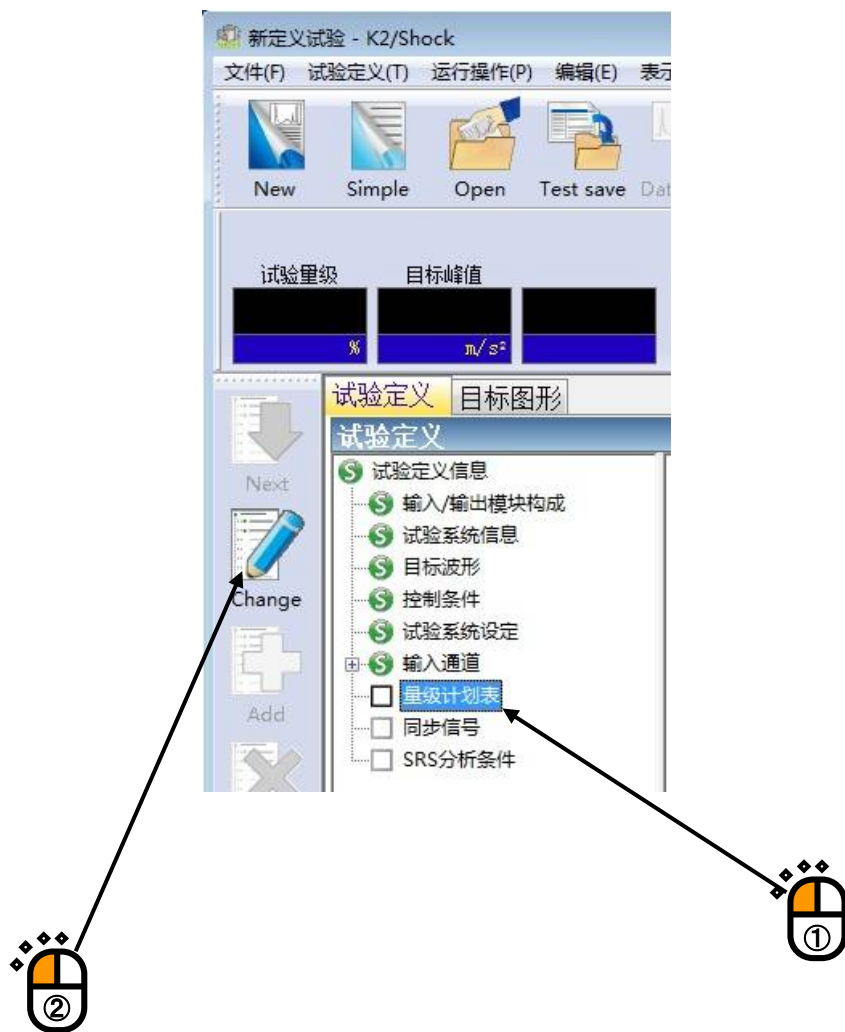 新定义试验 - K2/Shock
文件(F) 试验定义(T) 运行操作(P) 编辑(E) 表示
New Simple Open Test save Dat
试验量级 目标峰值
% m/s²
试验定义 目标图形
试验定义
S 试验定义信息
S 输入/输出模块构成
S 试验系统信息
S 目标波形
S 控制条件
S 试验系统设定
S 输入通道
量级计划表
同步信号
SRS分析条件
Next
Change
Add
①
②